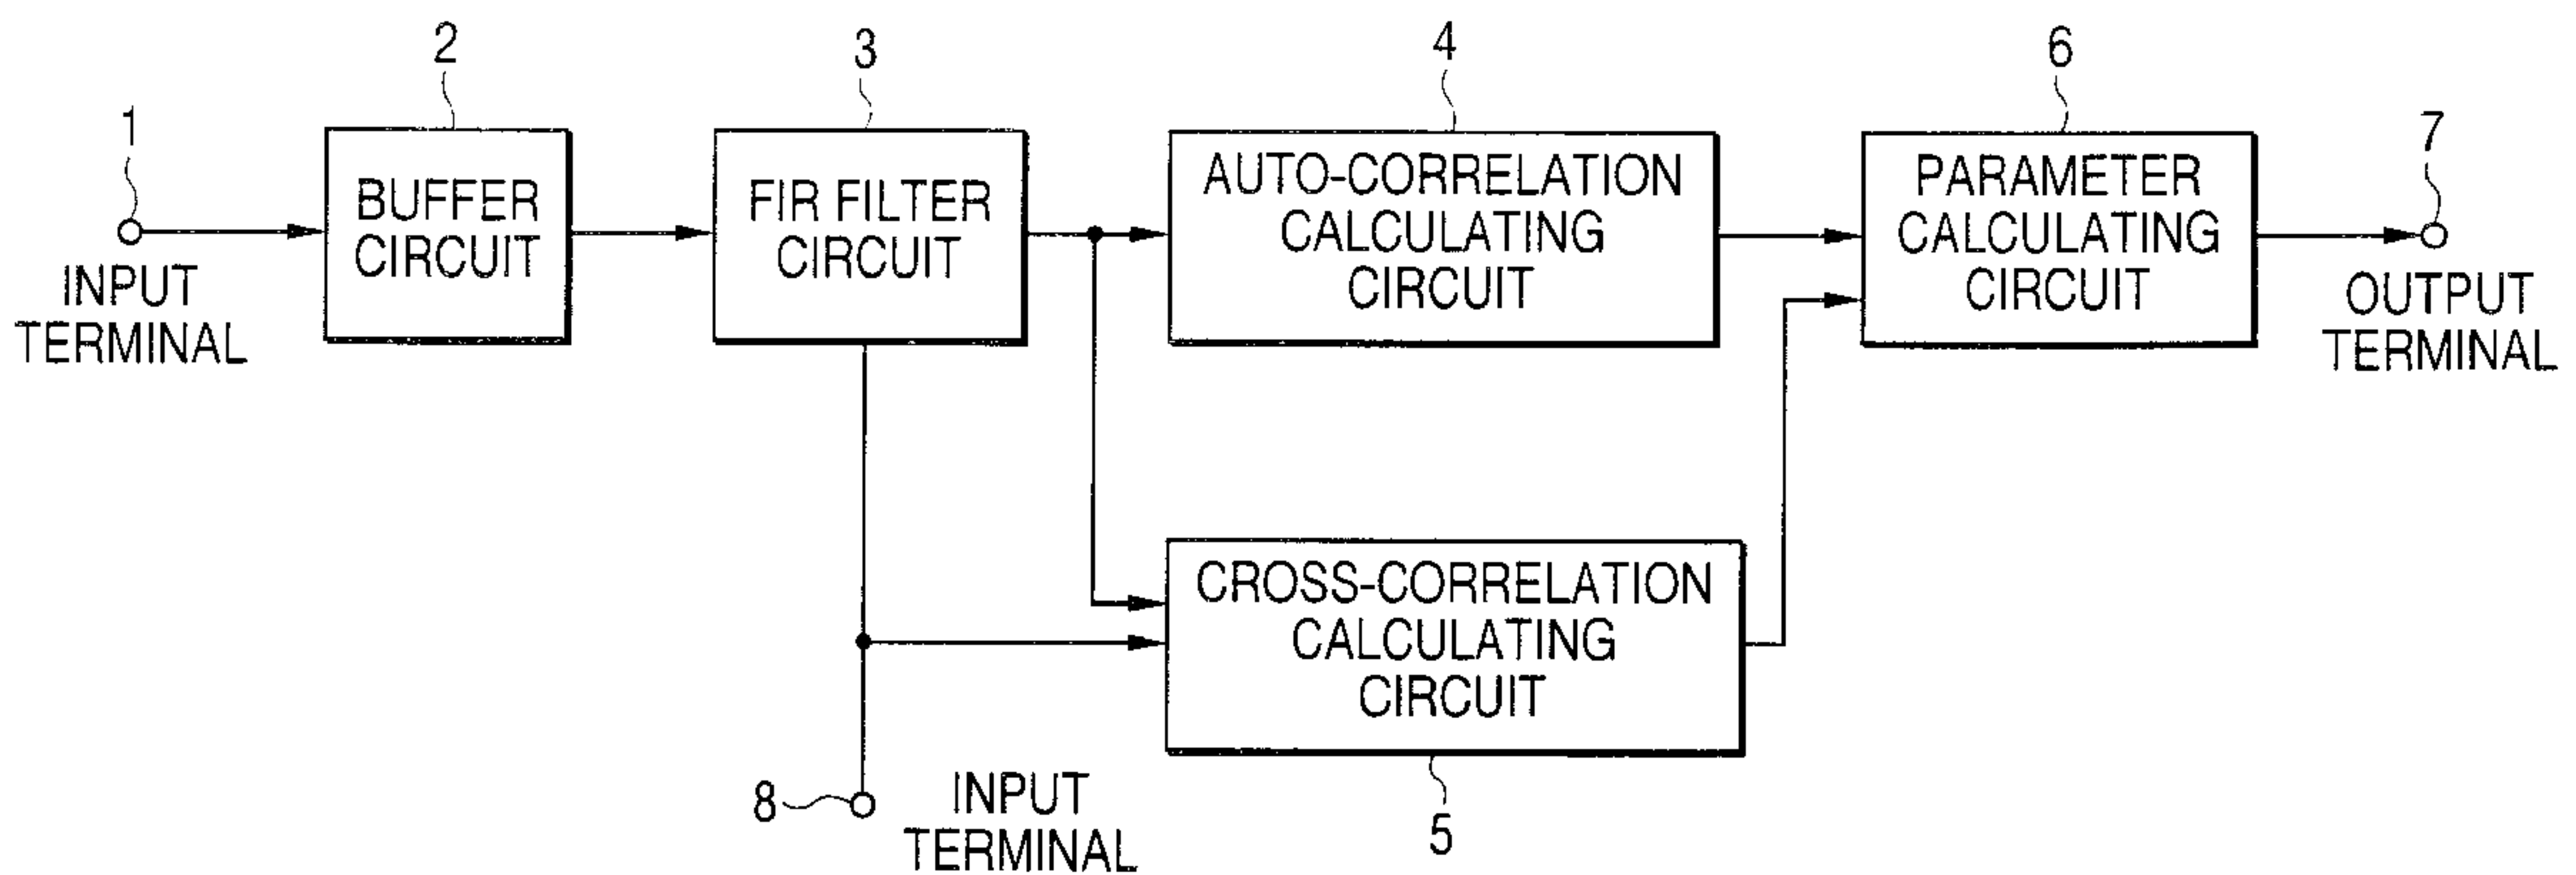 1
2
3
4
6
7
BUFFER
CIRCUIT
FIR FILTER
CIRCUIT
AUTO-CORRELATION
CALCULATING
CIRCUIT
PARAMETER
CALCULATING
CIRCUIT
INPUT
TERMINAL
OUTPUT
TERMINAL
CROSS-CORRELATION
CALCULATING
CIRCUIT
8
INPUT
TERMINAL
5